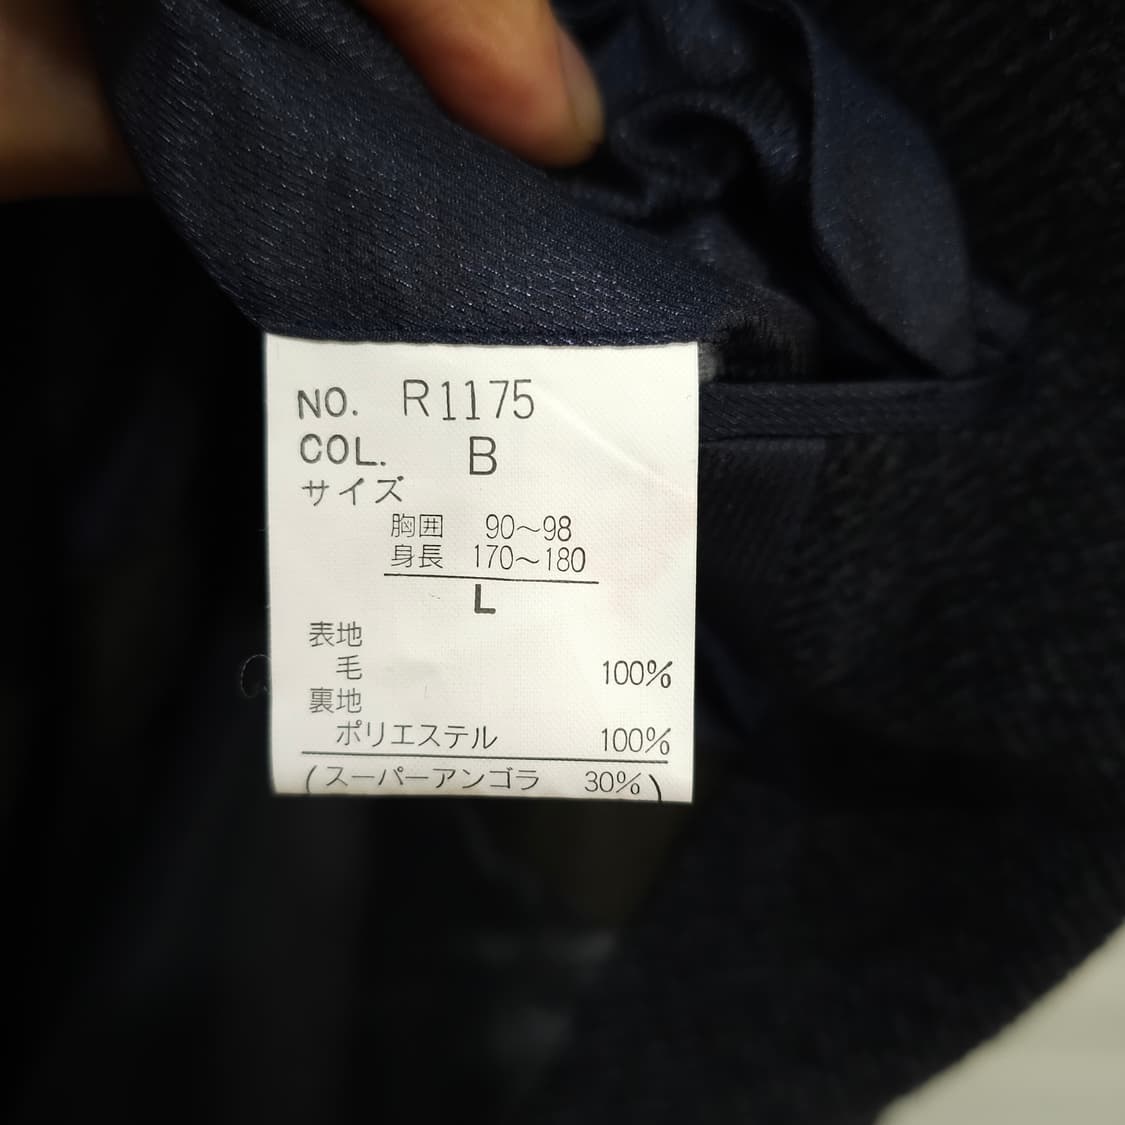 NO. R1175
COL. B
サイズ
胸囲 90～98
身長 170～180
L
表地
毛 100%
裏地
ポリエステル 100%
(スーパーアンゴラ 30%)